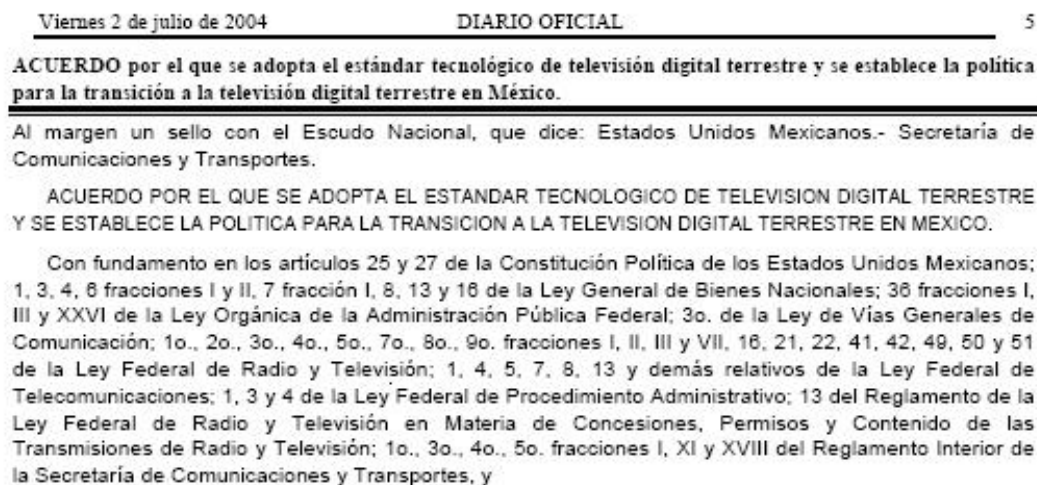 Viernes 2 de julio de 2004 DIARIO OFICIAL 5
ACUERDO por el que se adopta el estándar tecnológico de televisión digital terrestre y se establece la política
para la transición a la televisión digital terrestre en México.
Al margen un sello con el Escudo Nacional, que dice: Estados Unidos Mexicanos.- Secretaría de
Comunicaciones y Transportes.
ACUERDO POR EL QUE SE ADOPTA EL ESTANDAR TECNOLOGICO DE TELEVISION DIGITAL TERRESTRE
Y SE ESTABLECE LA POLITICA PARA LA TRANSICION A LA TELEVISION DIGITAL TERRESTRE EN MEXICO.
Con fundamento en los artículos 25 y 27 de la Constitución Política de los Estados Unidos Mexicanos;
1, 3, 4, 6 fracciones I y II, 7 fracción I, 8, 13 y 16 de la Ley General de Bienes Nacionales; 36 fracciones I,
III y XXVI de la Ley Orgánica de la Administración Pública Federal; 3o. de la Ley de Vías Generales de
Comunicación; 1o., 2o., 3o., 4o., 5o., 7o., 8o., 9o. fracciones I, II, III y VII, 16, 21, 22, 41, 42, 49, 50 y 51
de la Ley Federal de Radio y Televisión; 1, 4, 5, 7, 8, 13 y demás relativos de la Ley Federal de
Telecomunicaciones; 1, 3 y 4 de la Ley Federal de Procedimiento Administrativo; 13 del Reglamento de la
Ley Federal de Radio y Televisión en Materia de Concesiones, Permisos y Contenido de las
Transmisiones de Radio y Televisión; 1o., 3o., 4o., 5o. fracciones I, XI y XVIII del Reglamento Interior de
la Secretaría de Comunicaciones y Transportes, y